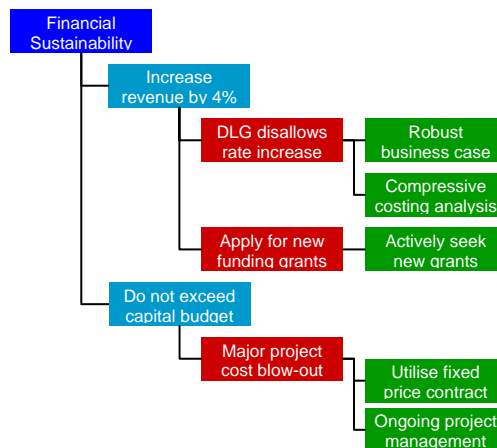 Financial
Sustainability
Increase
revenue by 4%
DLG disallows
rate increase
Robust
business case
Compressive
costing analysis
Apply for new
funding grants
Actively seek
new grants
Do not exceed
capital budget
Major project
cost blow-out
Utilise fixed
price contract
Ongoing project
management